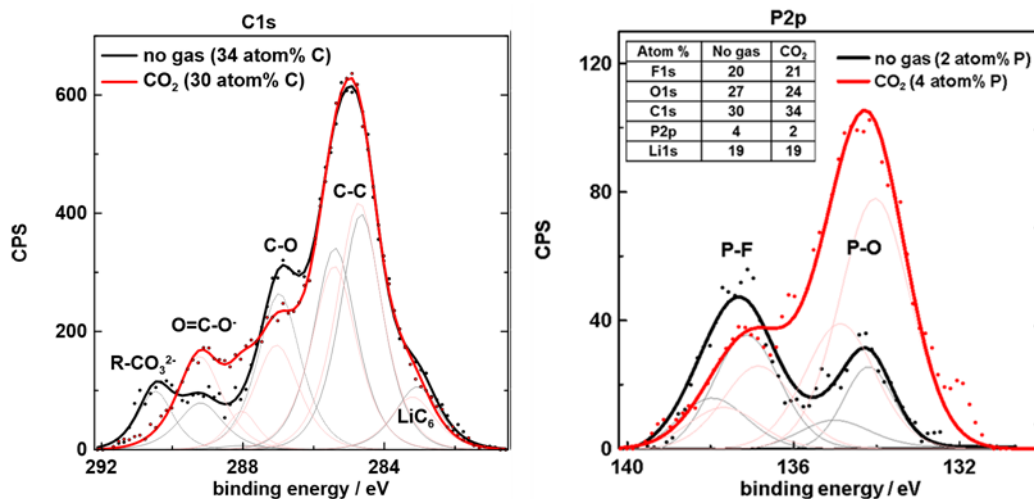 C1s
no gas (34 atom% C)
CO₂ (30 atom% C)
600
400
200
0
CPS
C-C
C-O
O=C-O⁻
R-CO₃²⁻
LiC₆
292
288
284
binding energy / eV
P2p
Atom % No gas CO₂
F1s 20 21
O1s 27 24
C1s 30 34
P2p 4 2
Li1s 19 19
no gas (2 atom% P)
CO₂ (4 atom% P)
120
80
40
0
CPS
P-F
P-O
140
136
132
binding energy / eV